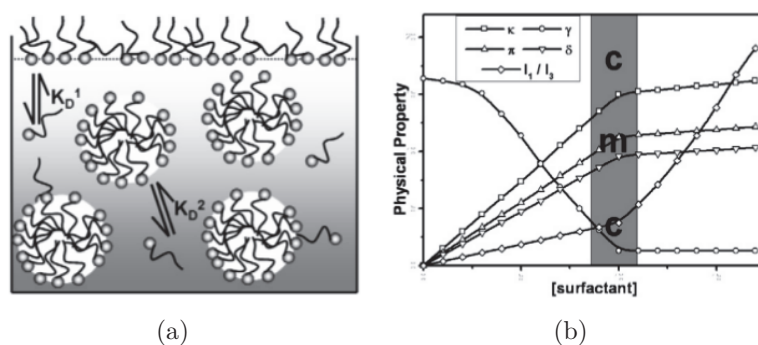 K_D^1
K_D^2
(a)
κ γ
π δ
I_1 / I_3
c
m
c
Physical Property
[surfactant]
(b)